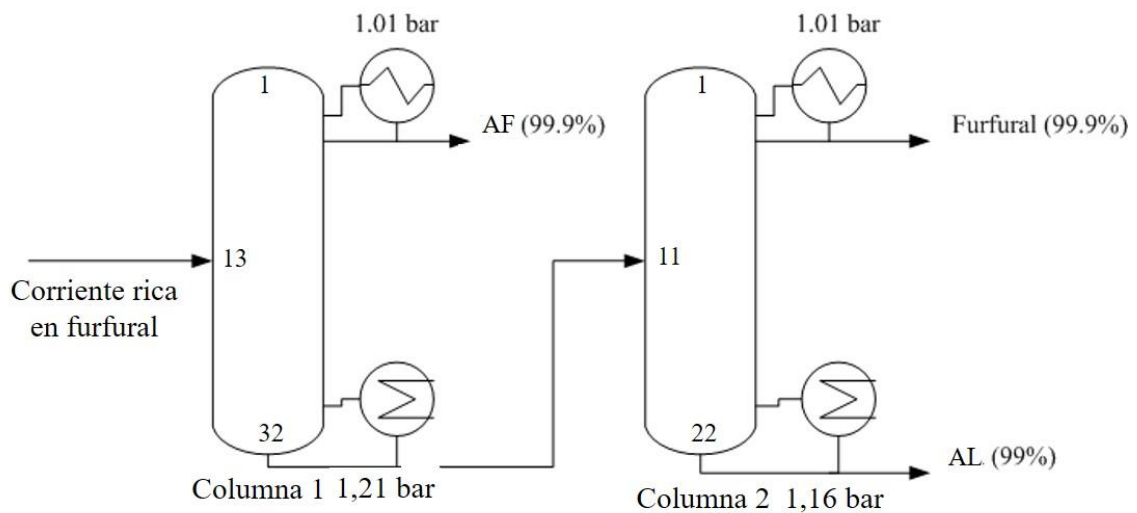 1.01 bar
1.01 bar
1
1
AF (99.9%)
Furfural (99.9%)
13
11
Corriente rica
en furfural
32
22
AL (99%)
Columna 1 1,21 bar
Columna 2 1,16 bar